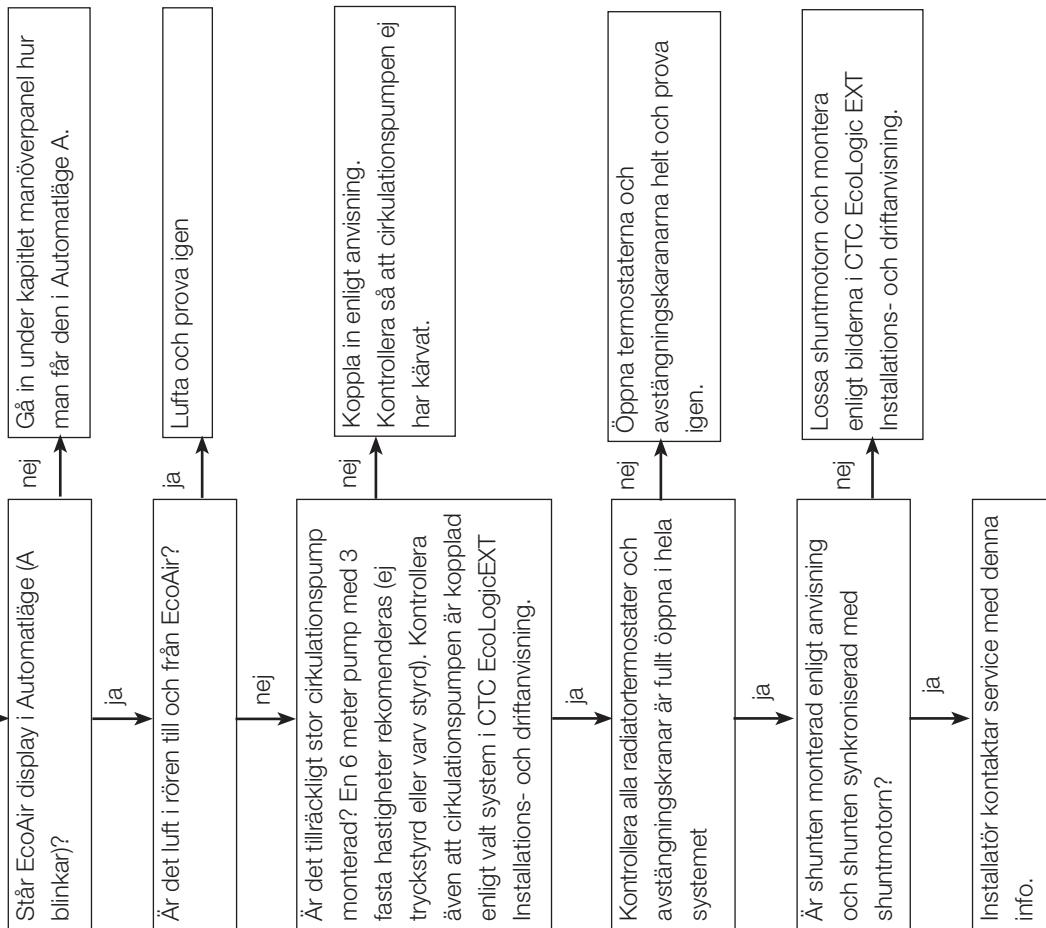 Står EcoAir display i Automatläge (A
blinkar)?
nej
Gå in under kapitlet manöverpanel hur
man får den i Automatläge A.
ja
Är det luft i rören till och från EcoAir?
ja
Lufta och prova igen
nej
Är det tillräckligt stor cirkulationspump
monterad? En 6 meter pump med 3
fasta hastigheter rekomenderas (ej
tryckstyrd eller varv styrd). Kontrollera
även att cirkulationspumpen är kopplad
enligt valt system i CTC EcoLogicEXT
Installations- och driftanvisning.
nej
Koppla in enligt anvisning.
Kontrollera så att cirkulationspumpen ej
har kärvat.
ja
Kontrollera alla radiatortermostater och
avstängningskranar är fullt öppna i hela
systemet
nej
Öppna termostaterna och
avstängningskaranarna helt och prova
igen.
ja
Är shunten monterad enligt anvisning
och shunten synkroniserad med
shuntmotorn?
nej
Lossa shuntmotorn och montera
enligt bilderna i CTC EcoLogic EXT
Installations- och driftanvisning.
ja
Installatör kontaktar service med denna
info.